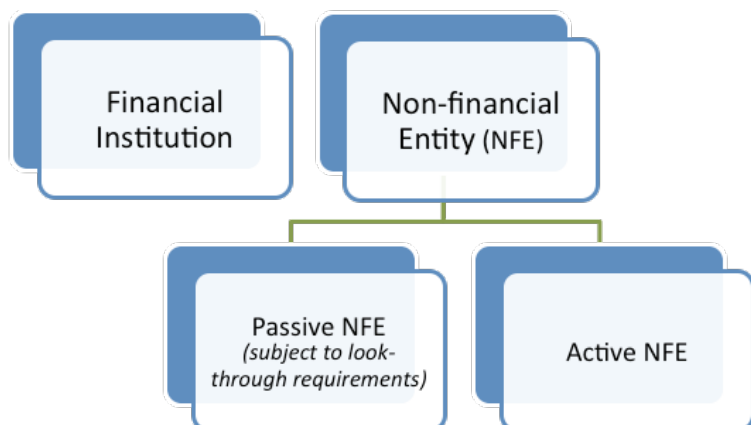 Financial
Institution
Non-financial
Entity (NFE)
Passive NFE
(subject to look-
through requirements)
Active NFE